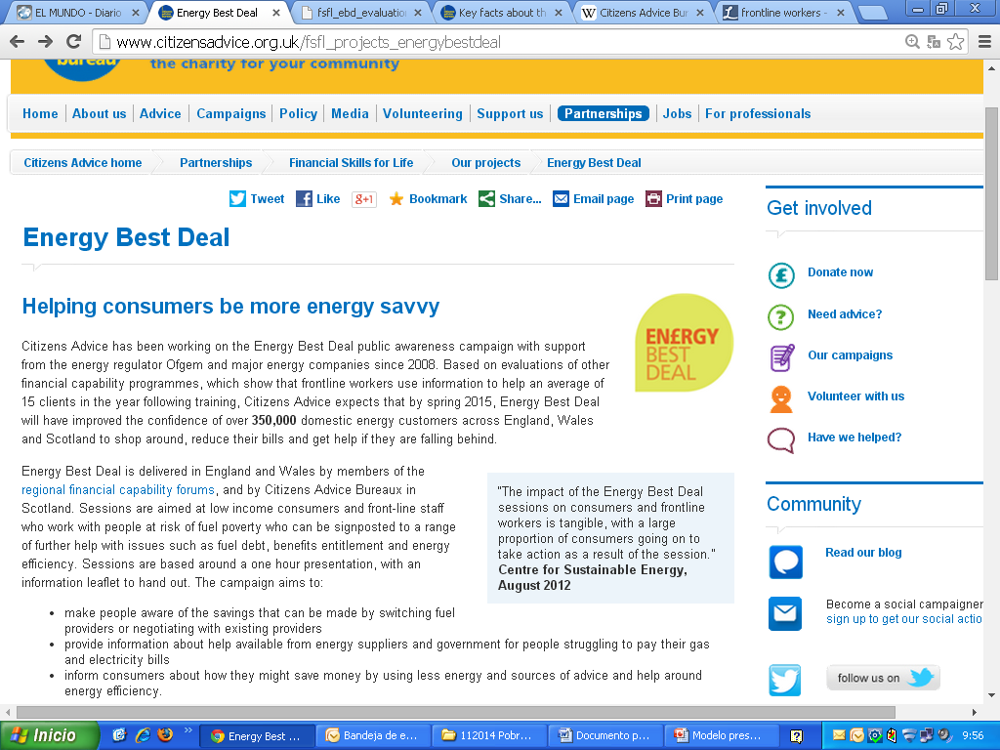 EL MUNDO - Diario
Energy Best Deal
fsfl_ebd_evaluation
Key facts about th
Citizens Advice Bur
frontline workers -
www.citizensadvice.org.uk/fsfl_projects_energybestdeal
bureau
the charity for your community
Home
About us
Advice
Campaigns
Policy
Media
Volunteering
Support us
Partnerships
Jobs
For professionals
Citizens Advice home
Partnerships
Financial Skills for Life
Our projects
Energy Best Deal
Tweet
Like
g+1
Bookmark
Share...
Email page
Print page
Energy Best Deal
Helping consumers be more energy savvy
EN£RGY
BEST
DEAL
Citizens Advice has been working on the Energy Best Deal public awareness campaign with support
from the energy regulator Ofgem and major energy companies since 2008. Based on evaluations of other
financial capability programmes, which show that frontline workers use information to help an average of
15 clients in the year following training, Citizens Advice expects that by spring 2015, Energy Best Deal
will have improved the confidence of over 350,000 domestic energy customers across England, Wales
and Scotland to shop around, reduce their bills and get help if they are falling behind.
Energy Best Deal is delivered in England and Wales by members of the
regional financial capability forums, and by Citizens Advice Bureaux in
Scotland. Sessions are aimed at low income consumers and front-line staff
who work with people at risk of fuel poverty who can be signposted to a range
of further help with issues such as fuel debt, benefits entitlement and energy
efficiency. Sessions are based around a one hour presentation, with an
information leaflet to hand out. The campaign aims to:
"The impact of the Energy Best Deal
sessions on consumers and frontline
workers is tangible, with a large
proportion of consumers going on to
take action as a result of the session."
Centre for Sustainable Energy,
August 2012
• make people aware of the savings that can be made by switching fuel
providers or negotiating with existing providers
• provide information about help available from energy suppliers and government for people struggling to pay their gas
and electricity bills
• inform consumers about how they might save money by using less energy and sources of advice and help around
energy efficiency.
Get involved
Donate now
Need advice?
Our campaigns
Volunteer with us
Have we helped?
Community
Read our blog
Become a social campaigner
sign up to get our social actio
follow us on
Inicio
Energy Best ...
Bandeja de e...
112014 Pobr...
Documento p...
Modelo pres...
9:56